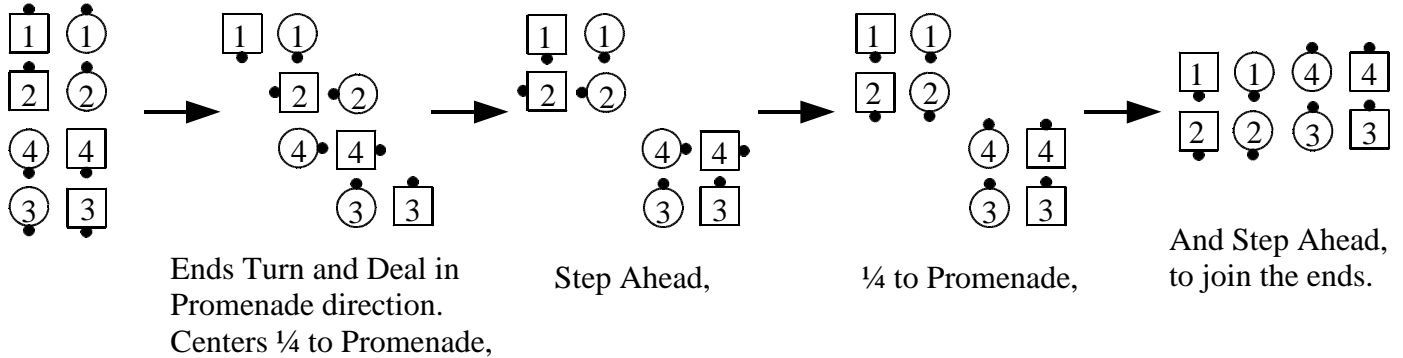 1 1
2 2
4 4
3 3
1 1
2 2
4 4
3 3
1 1
2 2
4 4
3 3
1 1
2 2
4 4
3 3
1 1 4 4
2 2 3 3
Ends Turn and Deal in
Promenade direction.
Centers ¼ to Promenade,
Step Ahead,
¼ to Promenade,
And Step Ahead,
to join the ends.